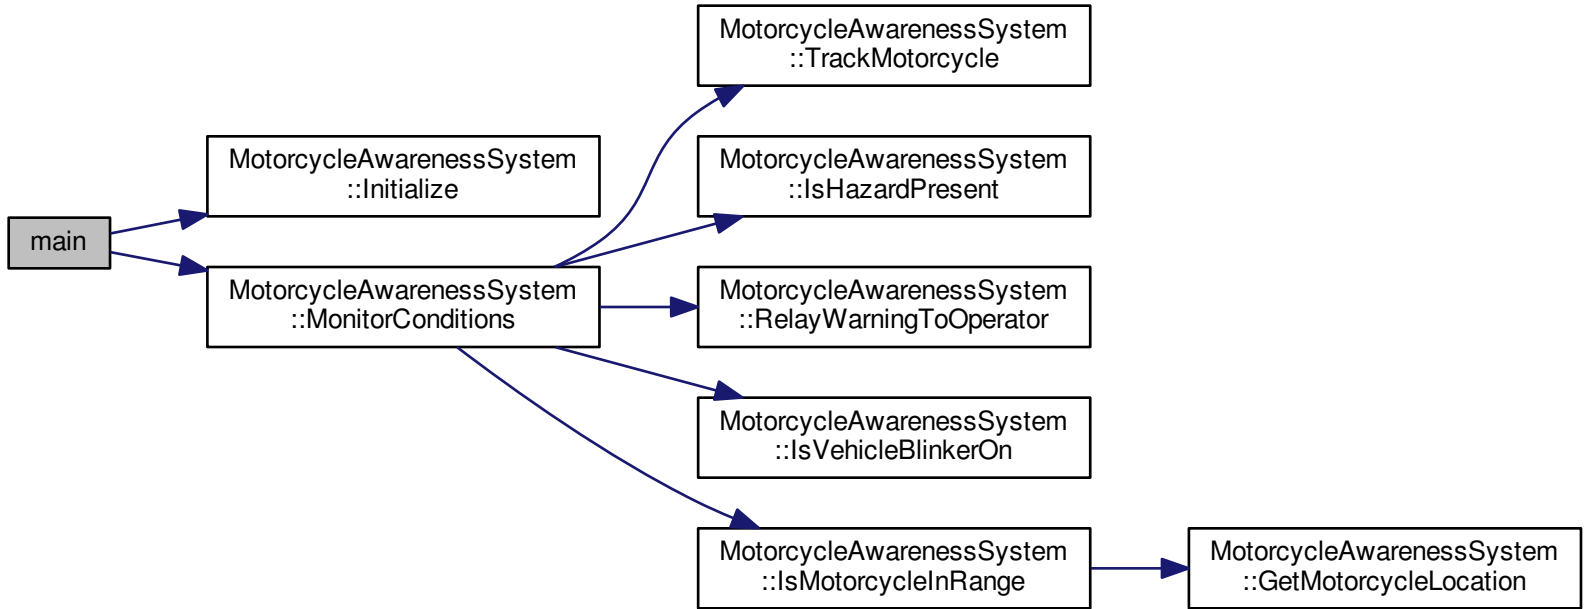 main
MotorcycleAwarenessSystem
::Initialize
MotorcycleAwarenessSystem
::MonitorConditions
MotorcycleAwarenessSystem
::TrackMotorcycle
MotorcycleAwarenessSystem
::IsHazardPresent
MotorcycleAwarenessSystem
::RelayWarningToOperator
MotorcycleAwarenessSystem
::IsVehicleBlinkerOn
MotorcycleAwarenessSystem
::IsMotorcycleInRange
MotorcycleAwarenessSystem
::GetMotorcycleLocation